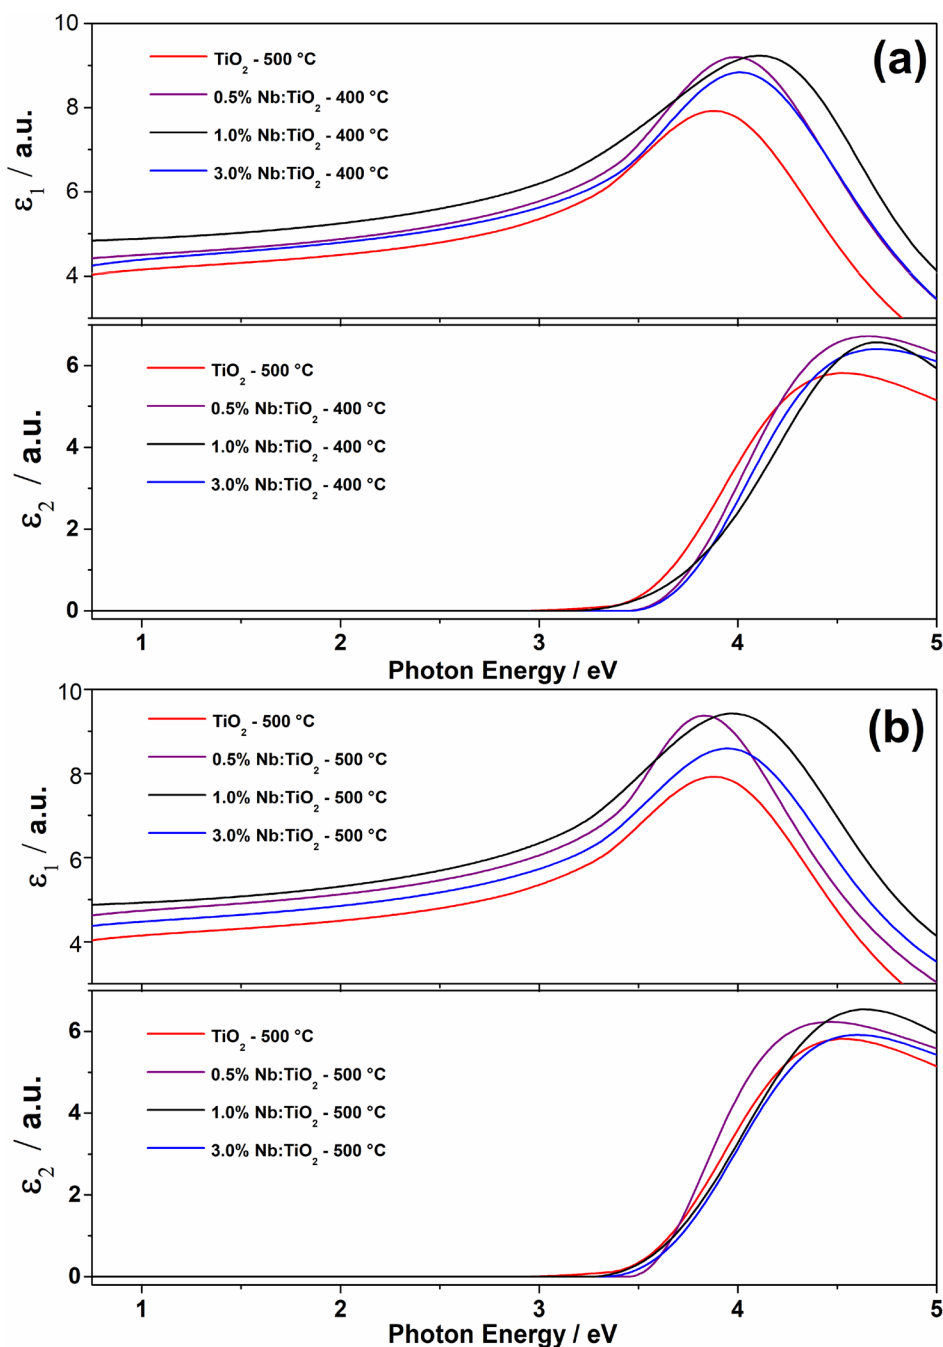 (a)
10
8
6
4
ε₁ / a.u.
TiO₂ - 500 °C
0.5% Nb:TiO₂ - 400 °C
1.0% Nb:TiO₂ - 400 °C
3.0% Nb:TiO₂ - 400 °C
6
4
2
0
ε₂ / a.u.
TiO₂ - 500 °C
0.5% Nb:TiO₂ - 400 °C
1.0% Nb:TiO₂ - 400 °C
3.0% Nb:TiO₂ - 400 °C
1 2 3 4 5
Photon Energy / eV
(b)
10
8
6
4
ε₁ / a.u.
TiO₂ - 500 °C
0.5% Nb:TiO₂ - 500 °C
1.0% Nb:TiO₂ - 500 °C
3.0% Nb:TiO₂ - 500 °C
6
4
2
0
ε₂ / a.u.
TiO₂ - 500 °C
0.5% Nb:TiO₂ - 500 °C
1.0% Nb:TiO₂ - 500 °C
3.0% Nb:TiO₂ - 500 °C
1 2 3 4 5
Photon Energy / eV